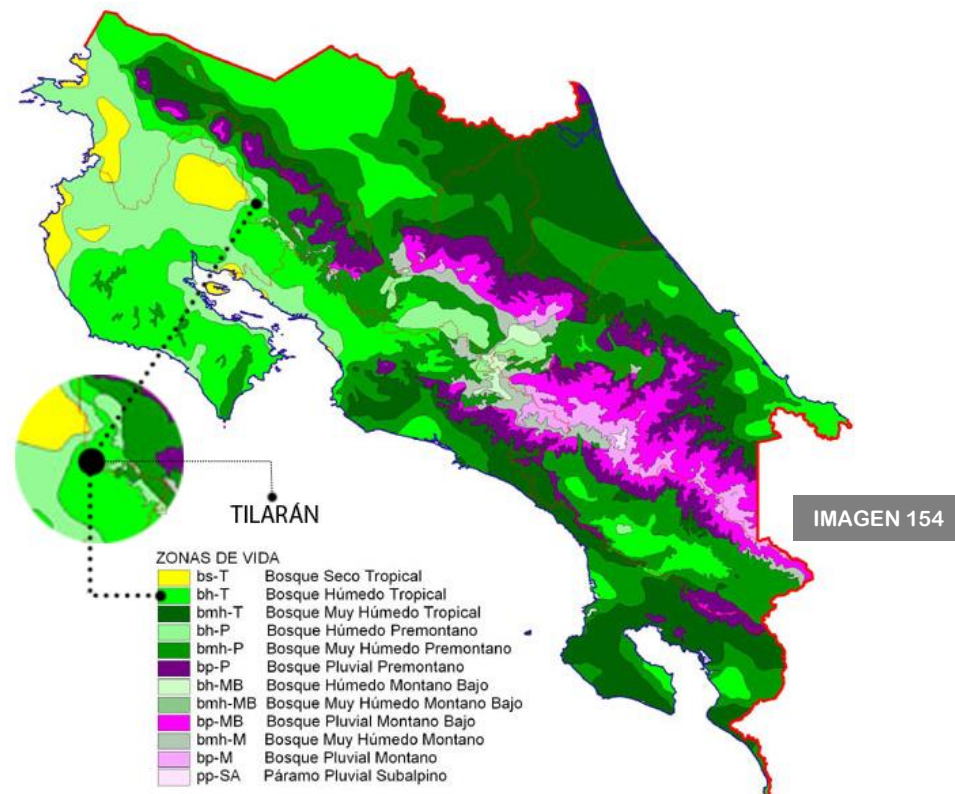 IMAGEN 154
TILARÁN
ZONAS DE VIDA
bs-T Bosque Seco Tropical
bh-T Bosque Húmedo Tropical
bmh-T Bosque Muy Húmedo Tropical
bh-P Bosque Húmedo Premontano
bmh-P Bosque Muy Húmedo Premontano
bp-P Bosque Pluvial Premontano
bh-MB Bosque Húmedo Montano Bajo
bmh-MB Bosque Muy Húmedo Montano Bajo
bp-MB Bosque Pluvial Montano Bajo
bmh-M Bosque Muy Húmedo Montano
bp-M Bosque Pluvial Montano
pp-SA Páramo Pluvial Subalpino